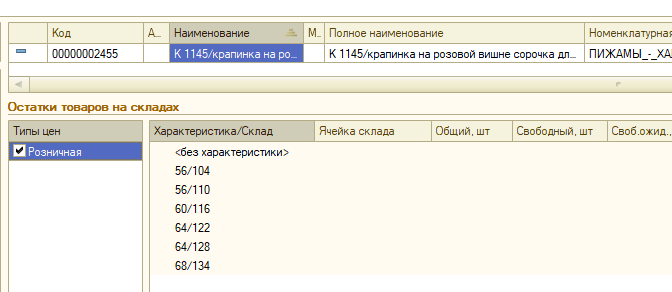 Код А... Наименование М... Полное наименование Номенклатурная
00000002455 К 1145/крапинка на ро... К 1145/крапинка на розовой вишне сорочка дл... ПИЖАМЫ_-_ХА
Остатки товаров на складах
Типы цен Характеристика/Склад Ячейка склада Общий, шт Свободный, шт Своб.ожид.,
Розничная <без характеристики>
56/104
56/110
60/116
64/122
64/128
68/134